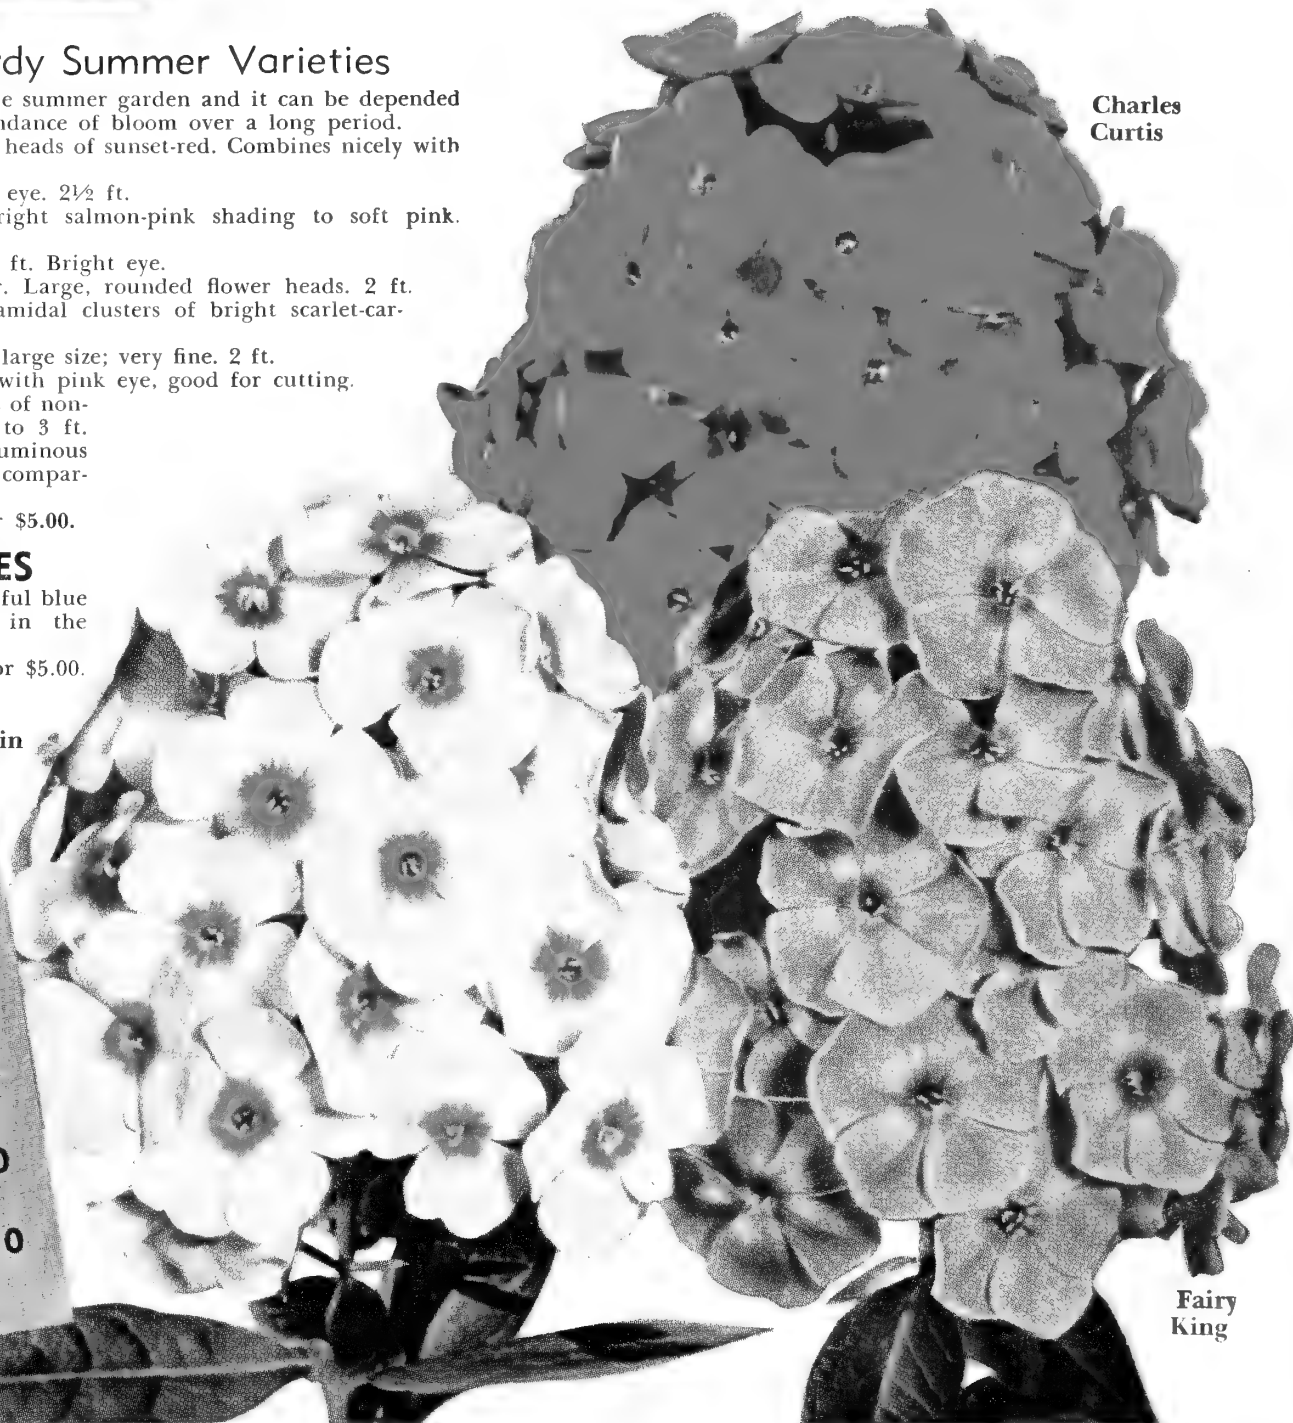 dy Summer Varieties
e summer garden and it can be depended
ndance of bloom over a long period.
heads of sunset-red. Combines nicely with
eye. 2½ ft.
right salmon-pink shading to soft pink.
ft. Bright eye.
. Large, rounded flower heads. 2 ft.
amidal clusters of bright scarlet-car-
large size; very fine. 2 ft.
with pink eye, good for cutting.
of non-
to 3 ft.
uminous
compar-
r $5.00.
ES
ful blue
in the
or $5.00.
in
0
Charles
Curtis
Fairy
King